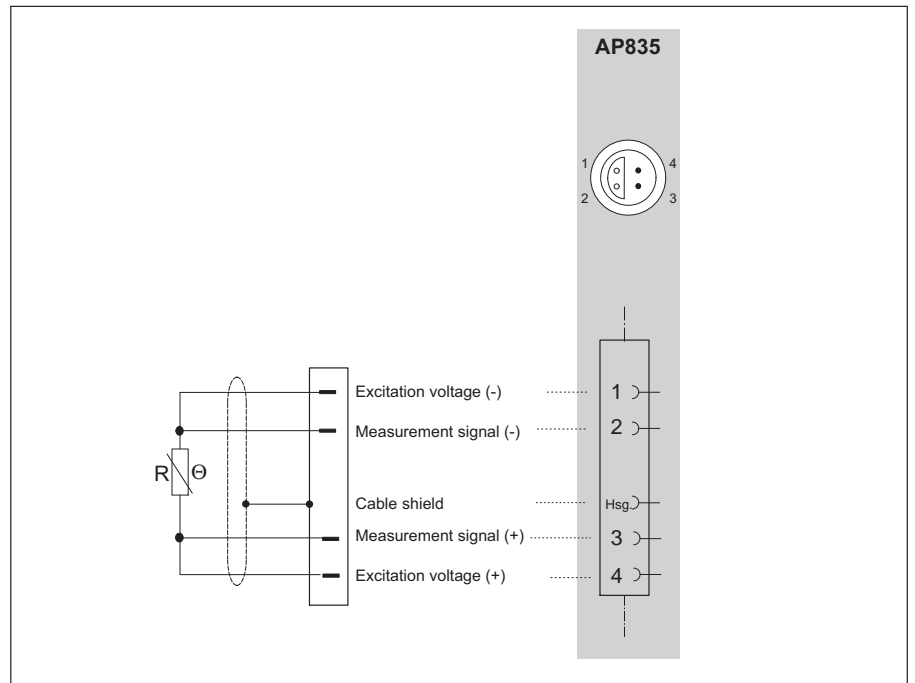 AP835
1 4
2 3
Excitation voltage (-) 1
Measurement signal (-) 2
R Θ
Cable shield Hsg.
Measurement signal (+) 3
Excitation voltage (+) 4